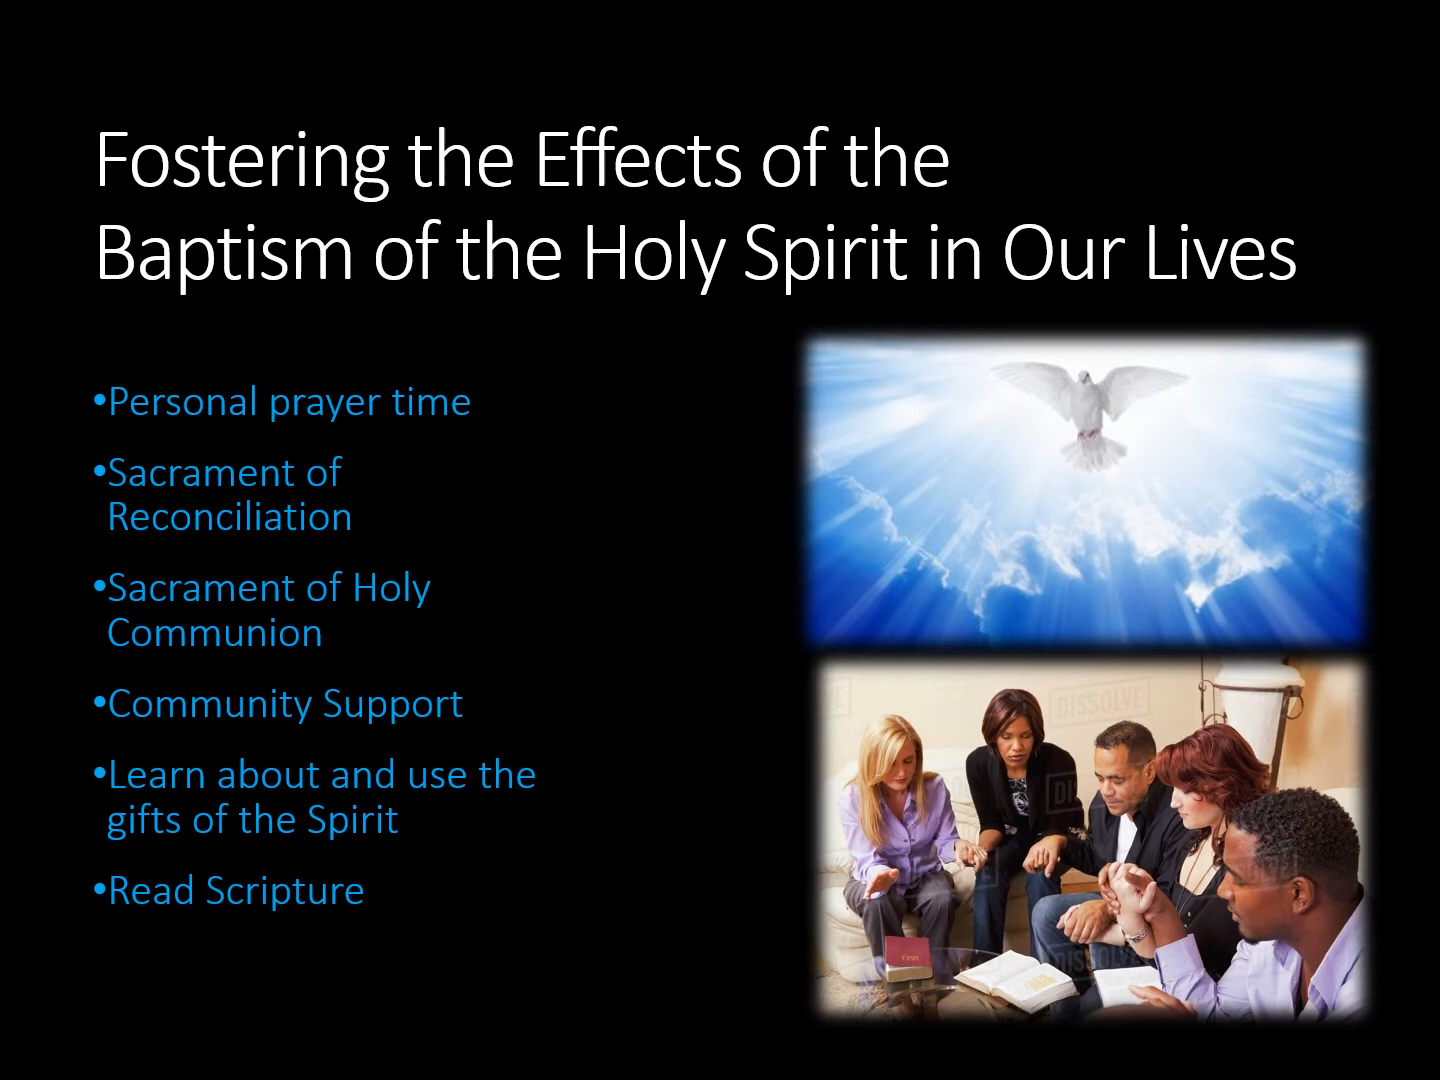 Fostering the Effects of the
Baptism of the Holy Spirit in Our Lives
•Personal prayer time
•Sacrament of
Reconciliation
•Sacrament of Holy
Communion
•Community Support
•Learn about and use the
gifts of the Spirit
•Read Scripture
DISSOLVE
DISSOLVE